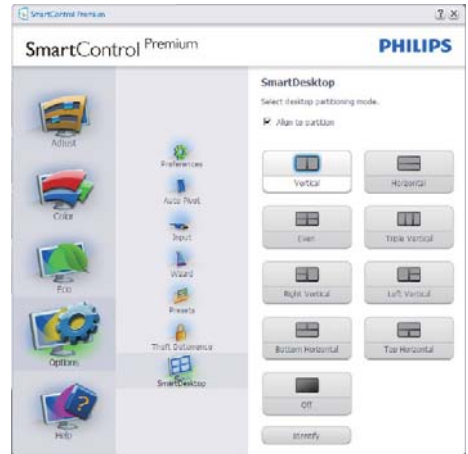 SmartControl Premium
SmartControl Premium
PHILIPS
Adjust
Color
Eco
Options
Help
Preferences
Auto Pivot
Input
Wizard
Presets
Theft Deterrence
SmartDesktop
SmartDesktop
Select desktop partitioning mode.
Align to partition
Vertical
Horizontal
Even
Triple Vertical
Right Vertical
Left Vertical
Bottom Horizontal
Top Horizontal
Off
Identify